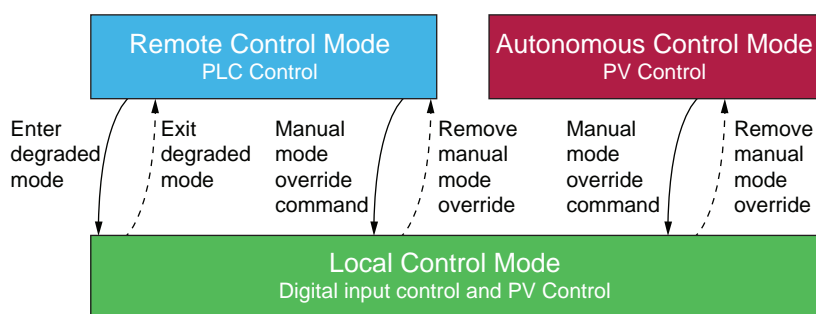 Remote Control Mode
PLC Control
Autonomous Control Mode
PV Control
Enter
degraded
mode
Exit
degraded
mode
Manual
mode
override
command
Remove
manual
mode
override
Manual
mode
override
command
Remove
manual
mode
override
Local Control Mode
Digital input control and PV Control